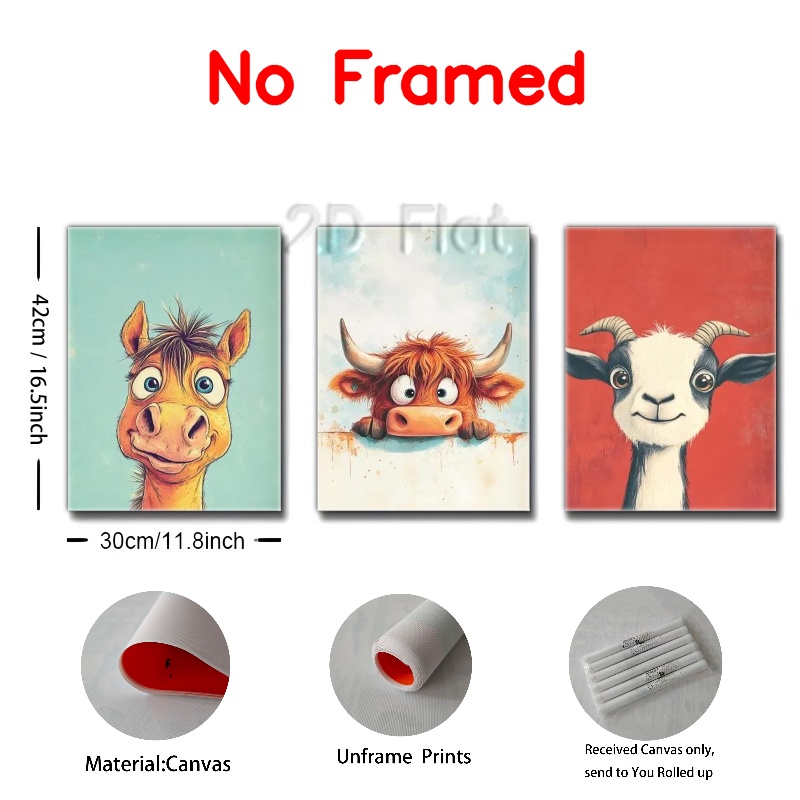 No Framed
2D Flat
42cm / 16.5inch
30cm/11.8inch
Material:Canvas
Unframe Prints
Received Canvas only,
send to You Rolled up